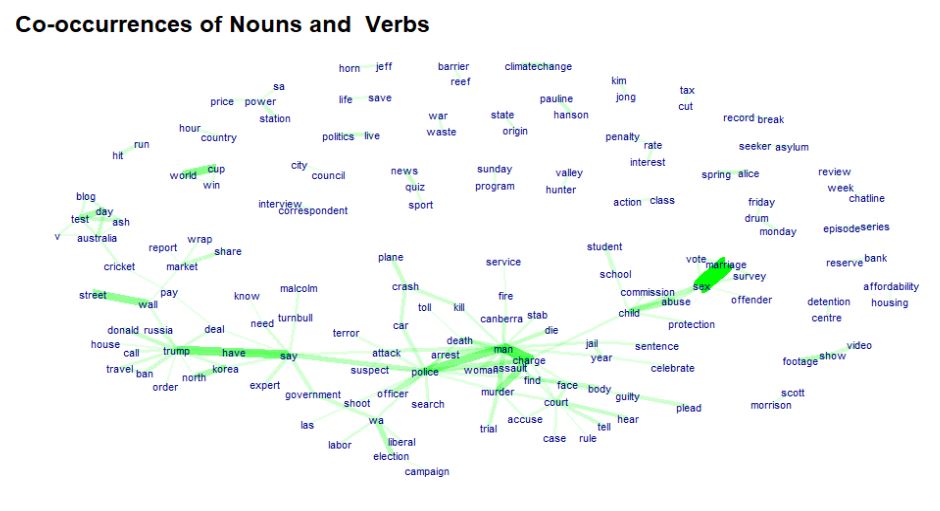 Co-occurrences of Nouns and  Verbs
horn jeff
barrier
reef
climatechange
kim
jong
tax
cut
sa
price power
station
life save
pauline
hanson
record break
war
waste
state
origin
hour
country
politics live
penalty
rate
interest
seeker asylum
run
hit
world cup
win
city
council
news
quiz
sport
sunday
program
valley
hunter
spring alice
review
week
chatline
blog
test day
ash
v
australia
cricket
interview
correspondent
action class
friday
drum
monday
episode series
report
wrap
share
market
plane
crash
car
service
student
school
vote
marriage
survey
sex
offender
reserve bank
affordability
housing
street
wall
pay
know
malcolm
turnbull
need
toll
kill
fire
canberra
stab
die
commission
abuse
child
protection
detention
centre
donald russia
house
call
trump
travel
ban
order
north
korea
deal
have
say
expert
terror
attack
suspect
death
arrest
police
man
charge
woman
assault
jail
year
sentence
celebrate
video
footage show
government
shoot
officer
search
murder
find
face
body
guilty
court
plead
scott
morrison
las
wa
labor
liberal
election
campaign
trial
accuse
case
rule
tell
hear